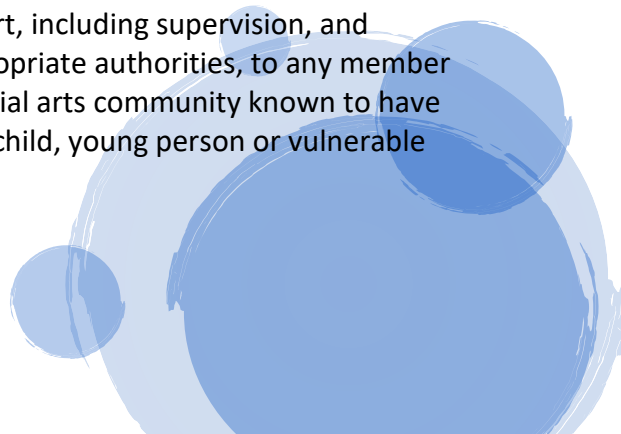 rt, including supervision, and
opriate authorities, to any member
ial arts community known to have
child, young person or vulnerable